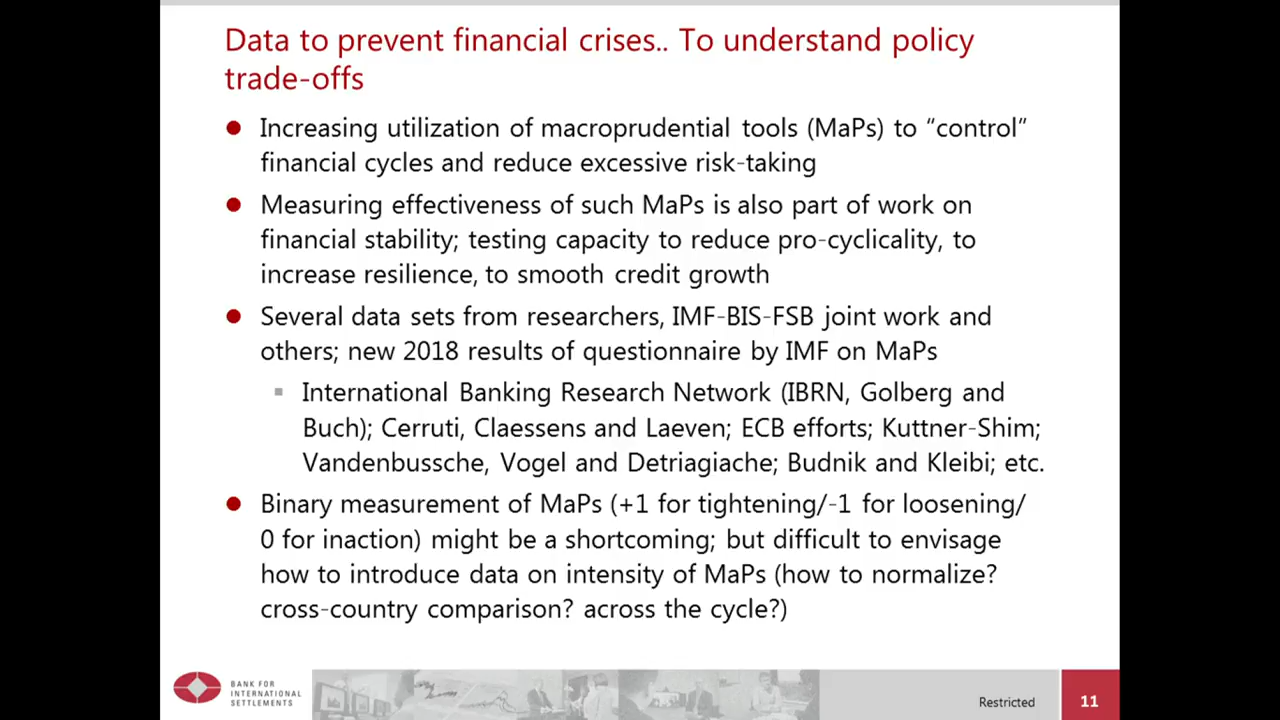 Data to prevent financial crises.. To understand policy
trade-offs
Increasing utilization of macroprudential tools (MaPs) to “control”
financial cycles and reduce excessive risk-taking
Measuring effectiveness of such MaPs is also part of work on
financial stability; testing capacity to reduce pro-cyclicality, to
increase resilience, to smooth credit growth
Several data sets from researchers, IMF-BIS-FSB joint work and
others; new 2018 results of questionnaire by IMF on MaPs
International Banking Research Network (IBRN, Golberg and
Buch); Cerruti, Claessens and Laeven; ECB efforts; Kuttner-Shim;
Vandenbussche, Vogel and Detriagiache; Budnik and Kleibi; etc.
Binary measurement of MaPs (+1 for tightening/-1 for loosening/
0 for inaction) might be a shortcoming; but difficult to envisage
how to introduce data on intensity of MaPs (how to normalize?
cross-country comparison? across the cycle?)
BANK FOR
INTERNATIONAL
SETTLEMENTS
Restricted
11